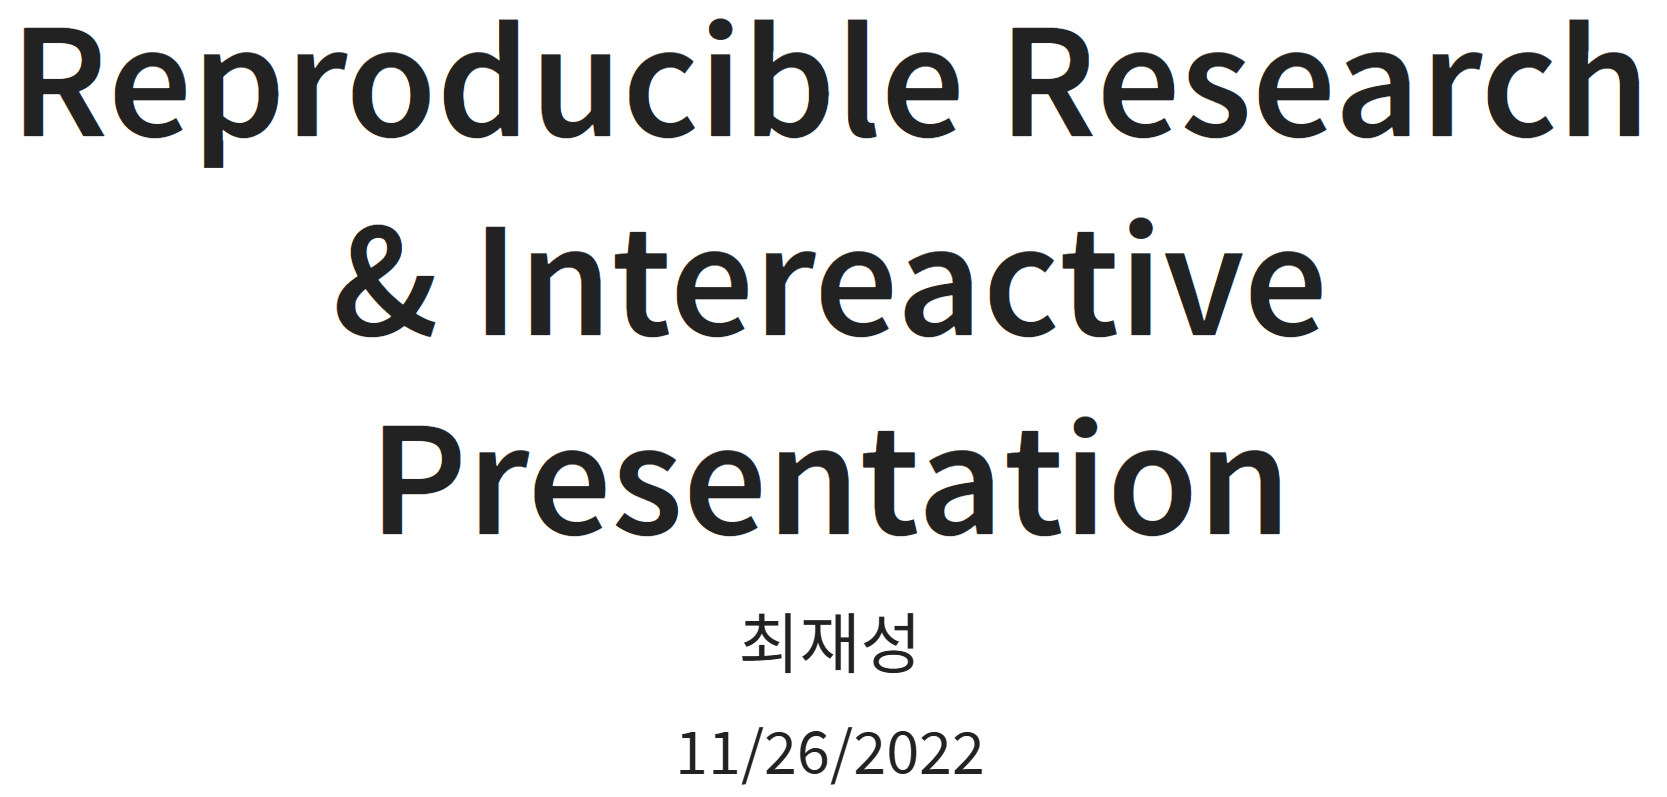 Reproducible Research
& Intereactive
Presentation
최재성
11/26/2022